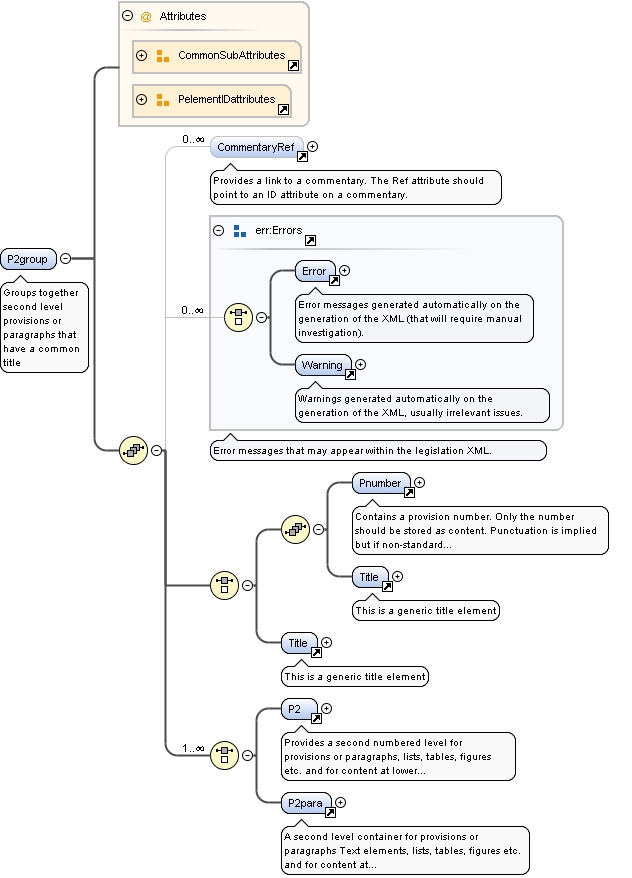 Attributes
CommonSubAttributes
PelementIDattributes
0..∞
CommentaryRef
Provides a link to a commentary. The Ref attribute should
point to an ID attribute on a commentary.
err:Errors
P2group
Groups together
second level
provisions or
paragraphs that
have a common
title
Error
Error messages generated automatically on the
generation of the XML (that will require manual
investigation).
0..∞
Warning
Warnings generated automatically on the
generation of the XML, usually irrelevant issues.
Error messages that may appear within the legislation XML.
Pnumber
Contains a provision number. Only the number
should be stored as content. Punctuation is implied
but if non-standard...
Title
This is a generic title element
Title
This is a generic title element
P2
Provides a second numbered level for
provisions or paragraphs, lists, tables, figures
etc. and for content at lower...
1..∞
P2para
A second level container for provisions or
paragraphs Text elements, lists, tables, figures etc.
and for content at...